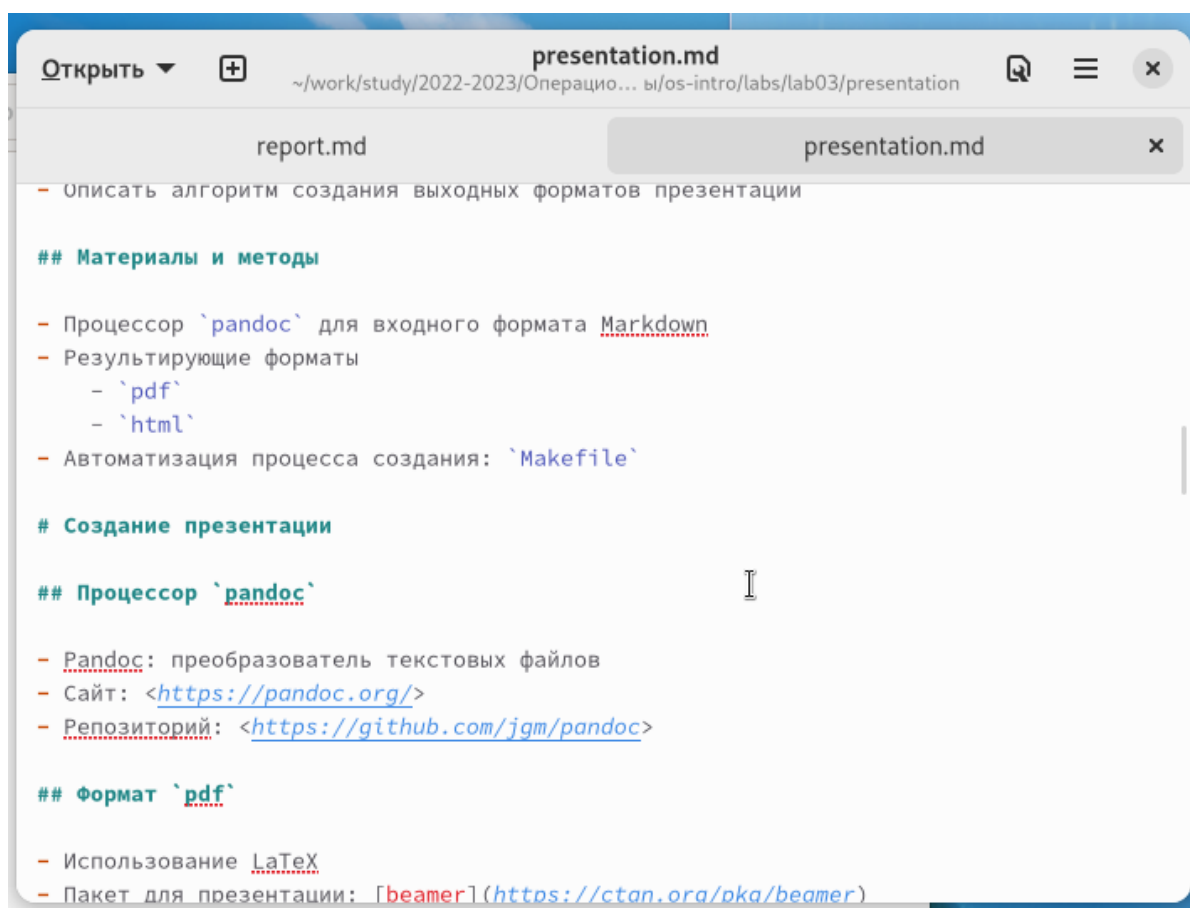 Открыть
presentation.md
~/work/study/2022-2023/Операцио… ы/os-intro/labs/lab03/presentation
report.md
presentation.md
- Описать алгоритм создания выходных форматов презентации
## Материалы и методы
- Процессор `pandoc` для входного формата Markdown
- Результирующие форматы
- `pdf`
- `html`
- Автоматизация процесса создания: `Makefile`
# Создание презентации
## Процессор `pandoc`
- Pandoc: преобразователь текстовых файлов
- Сайт: <https://pandoc.org/>
- Репозиторий: <https://github.com/jgm/pandoc>
## Формат `pdf`
- Использование LaTeX
- Пакет для презентации: [beamer](https://ctan.org/pkg/beamer)